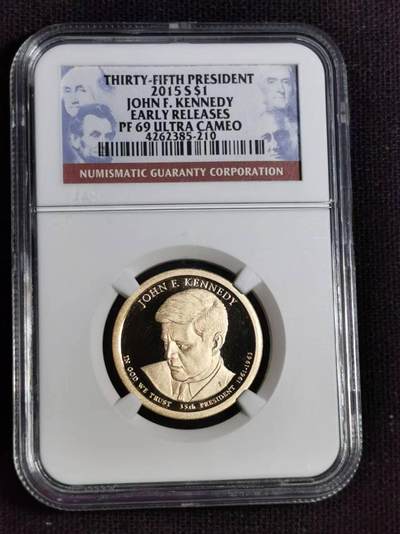 THIRTY-FIFTH PRESIDENT
2015 S $1
JOHN F. KENNEDY
EARLY RELEASES
PF 69 ULTRA CAMEO
4262385-210
NUMISMATIC GUARANTY CORPORATION
JOHN F. KENNEDY
IN GOD WE TRUST 35th PRESIDENT 1961-1963